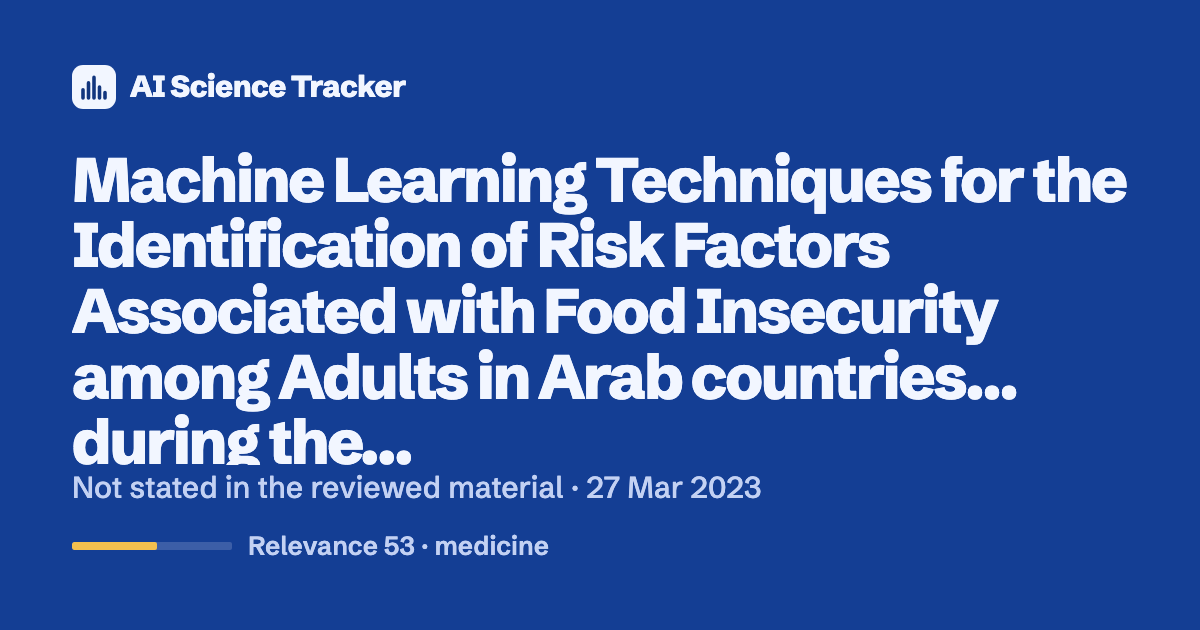 AI Science Tracker
Machine Learning Techniques for the
Identification of Risk Factors
Associated with Food Insecurity
among Adults in Arab countries...
during the...
Not stated in the reviewed material · 27 Mar 2023
Relevance 53 · medicine